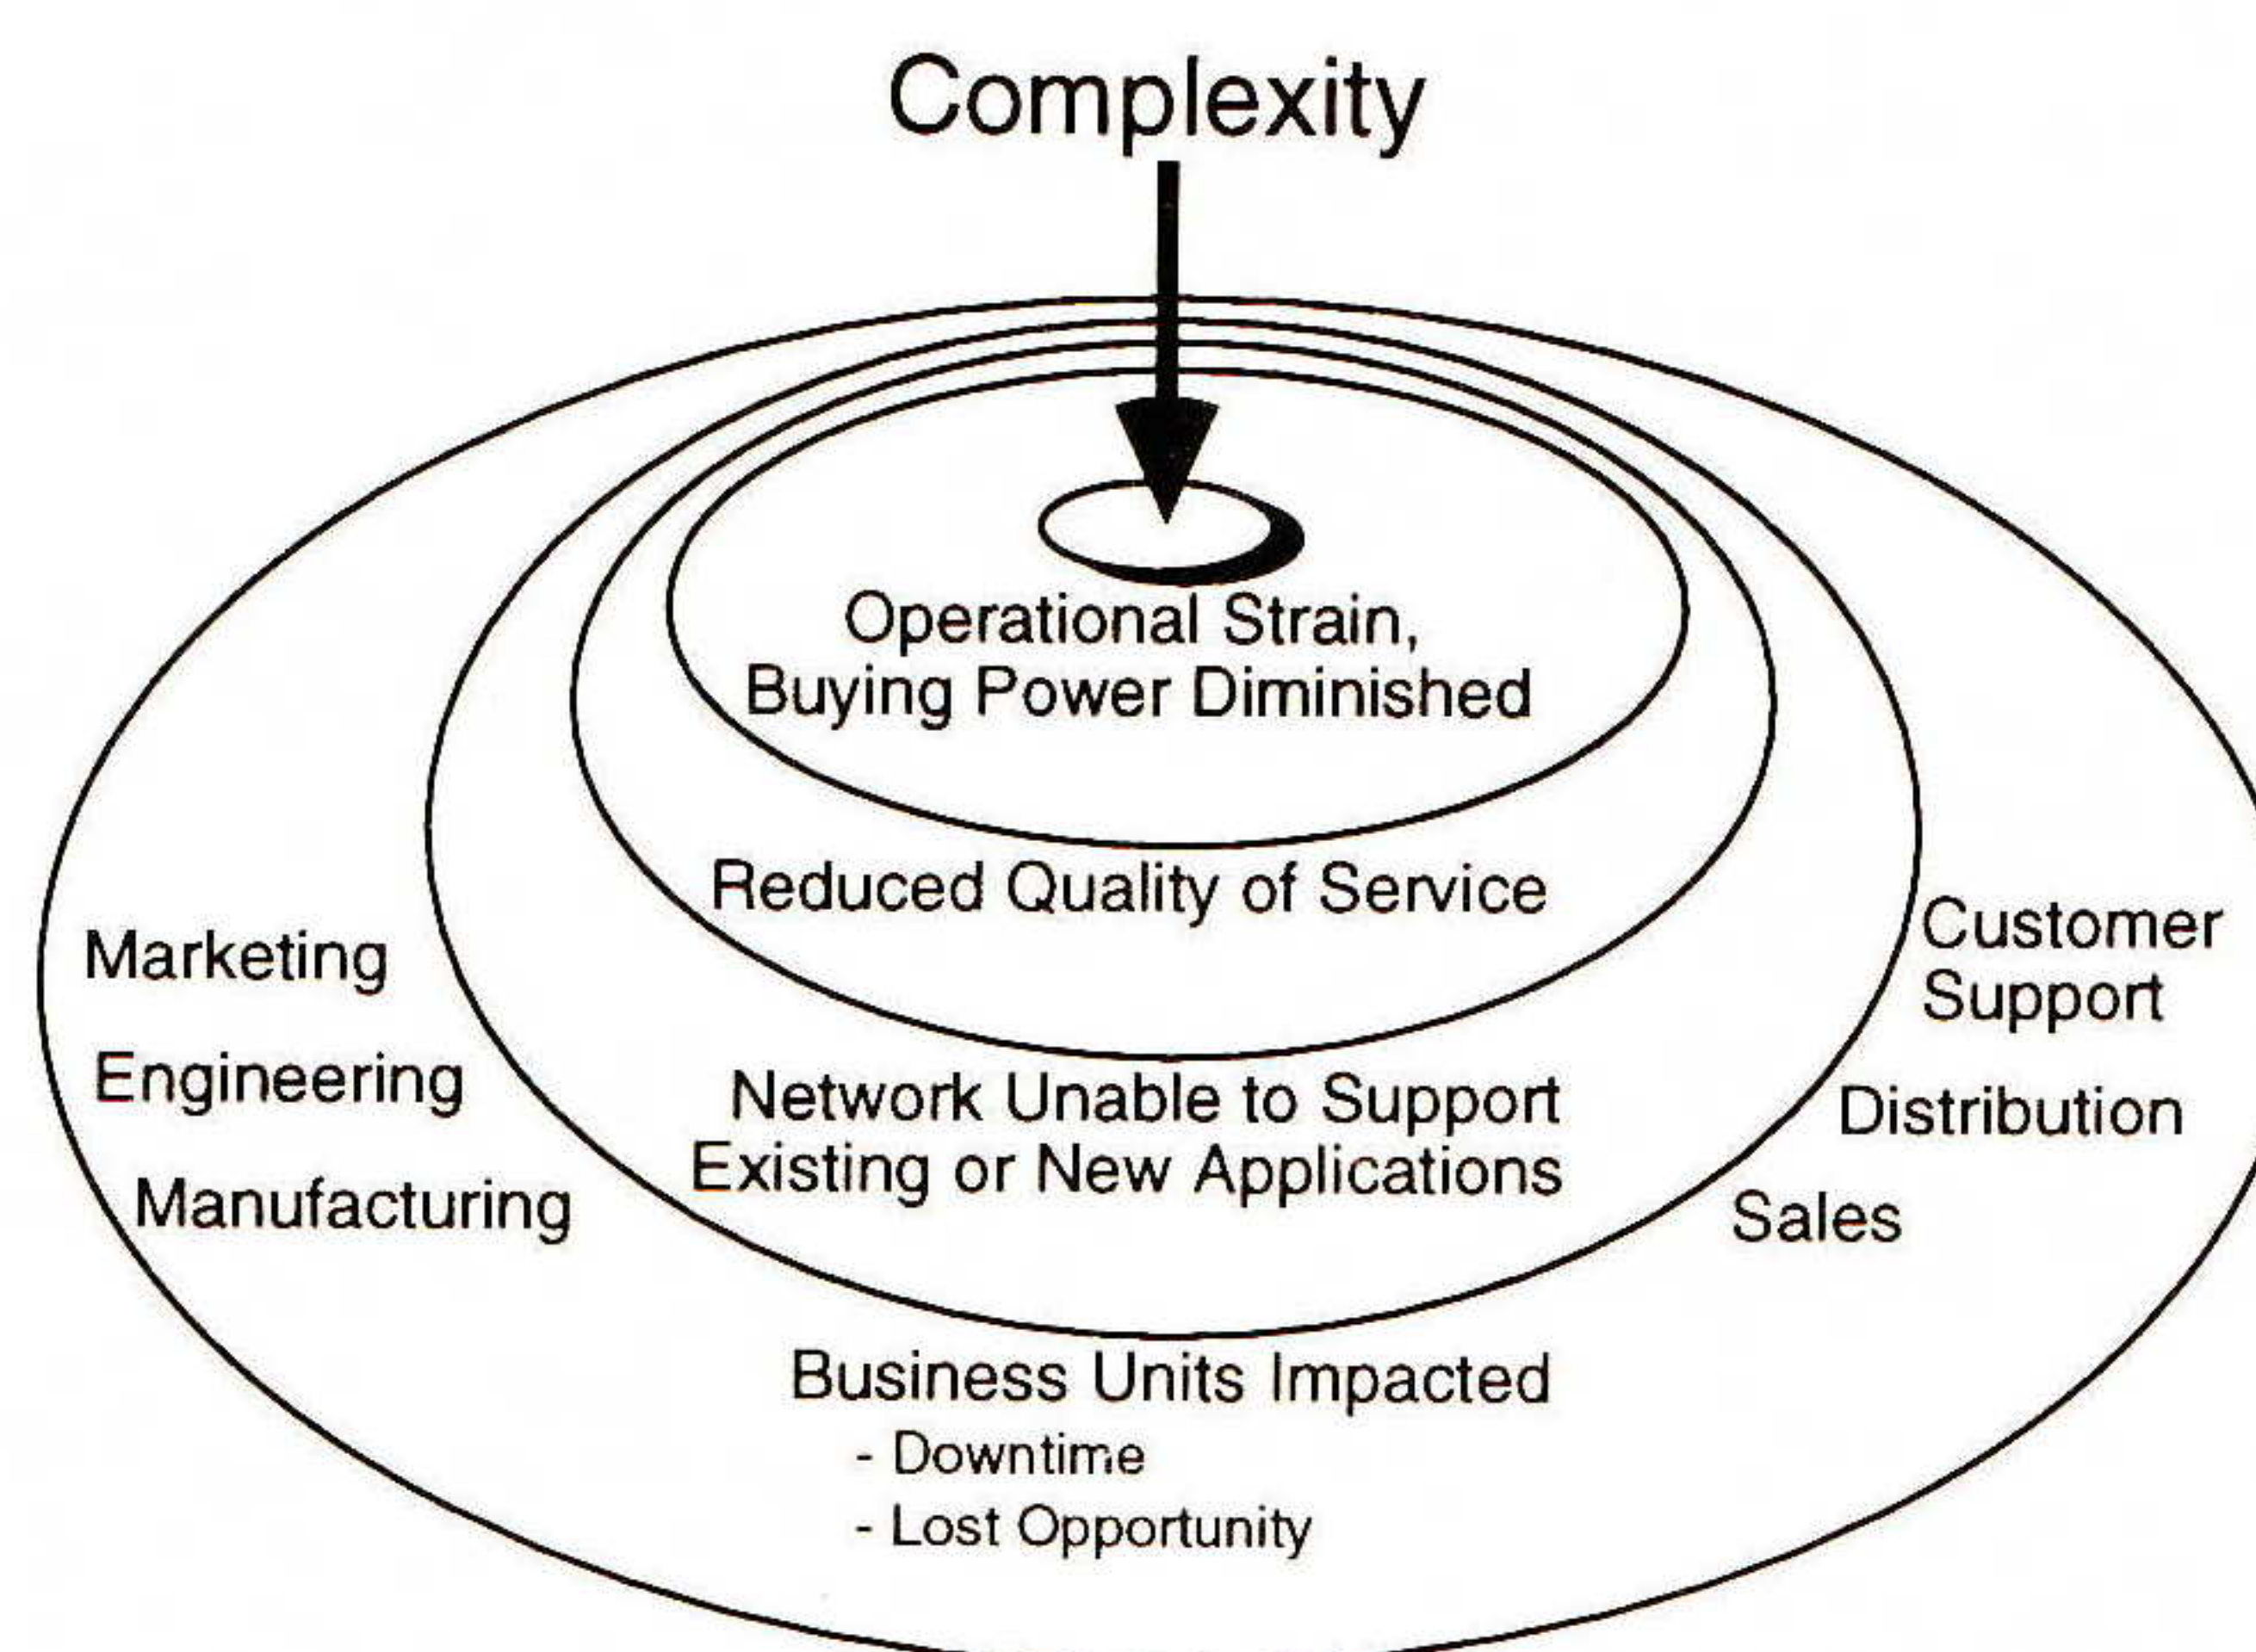 Complexity
Operational Strain,
Buying Power Diminished
Reduced Quality of Service
Network Unable to Support
Existing or New Applications
Marketing
Engineering
Manufacturing
Customer
Support
Distribution
Sales
Business Units Impacted
- Downtime
- Lost Opportunity